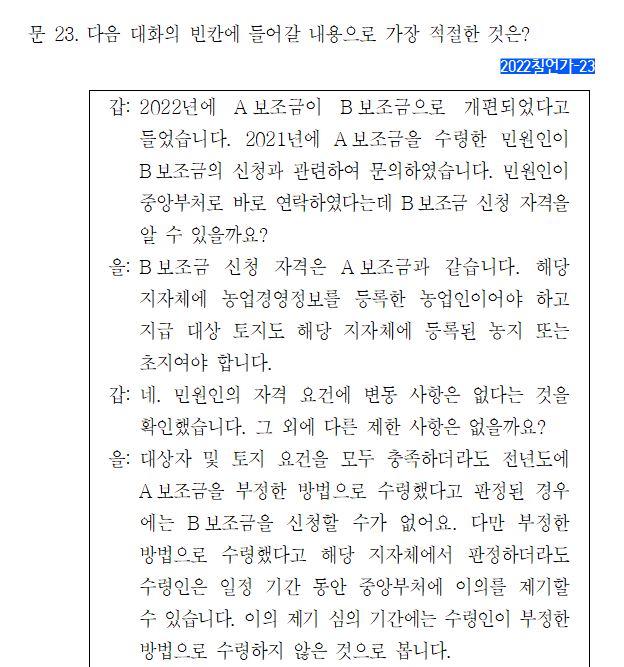 문 23. 다음 대화의 빈칸에 들어갈 내용으로 가장 적절한 것은?
2022칠언가-23
갑: 2022년에 A 보조금이 B 보조금으로 개편되었다고
들었습니다. 2021년에 A 보조금을 수령한 민원인이
B 보조금의 신청과 관련하여 문의하였습니다. 민원인이
중앙부처로 바로 연락하였다는데 B 보조금 신청 자격을
알 수 있을까요?
을: B 보조금 신청 자격은 A 보조금과 같습니다. 해당
지자체에 농업경영정보를 등록한 농업인이어야 하고
지급 대상 토지도 해당 지자체에 등록된 농지 또는
초지여야 합니다.
갑: 네. 민원인의 자격 요건에 변동 사항은 없다는 것을
확인했습니다. 그 외에 다른 제한 사항은 없을까요?
을: 대상자 및 토지 요건을 모두 충족하더라도 전년도에
A 보조금을 부정한 방법으로 수령했다고 판정된 경우
에는 B 보조금을 신청할 수가 없어요. 다만 부정한
방법으로 수령했다고 해당 지자체에서 판정하더라도
수령인은 일정 기간 동안 중앙부처에 이의를 제기할
수 있습니다. 이의 제기 심의 기간에는 수령인이 부정한
방법으로 수령하지 않은 것으로 봅니다.